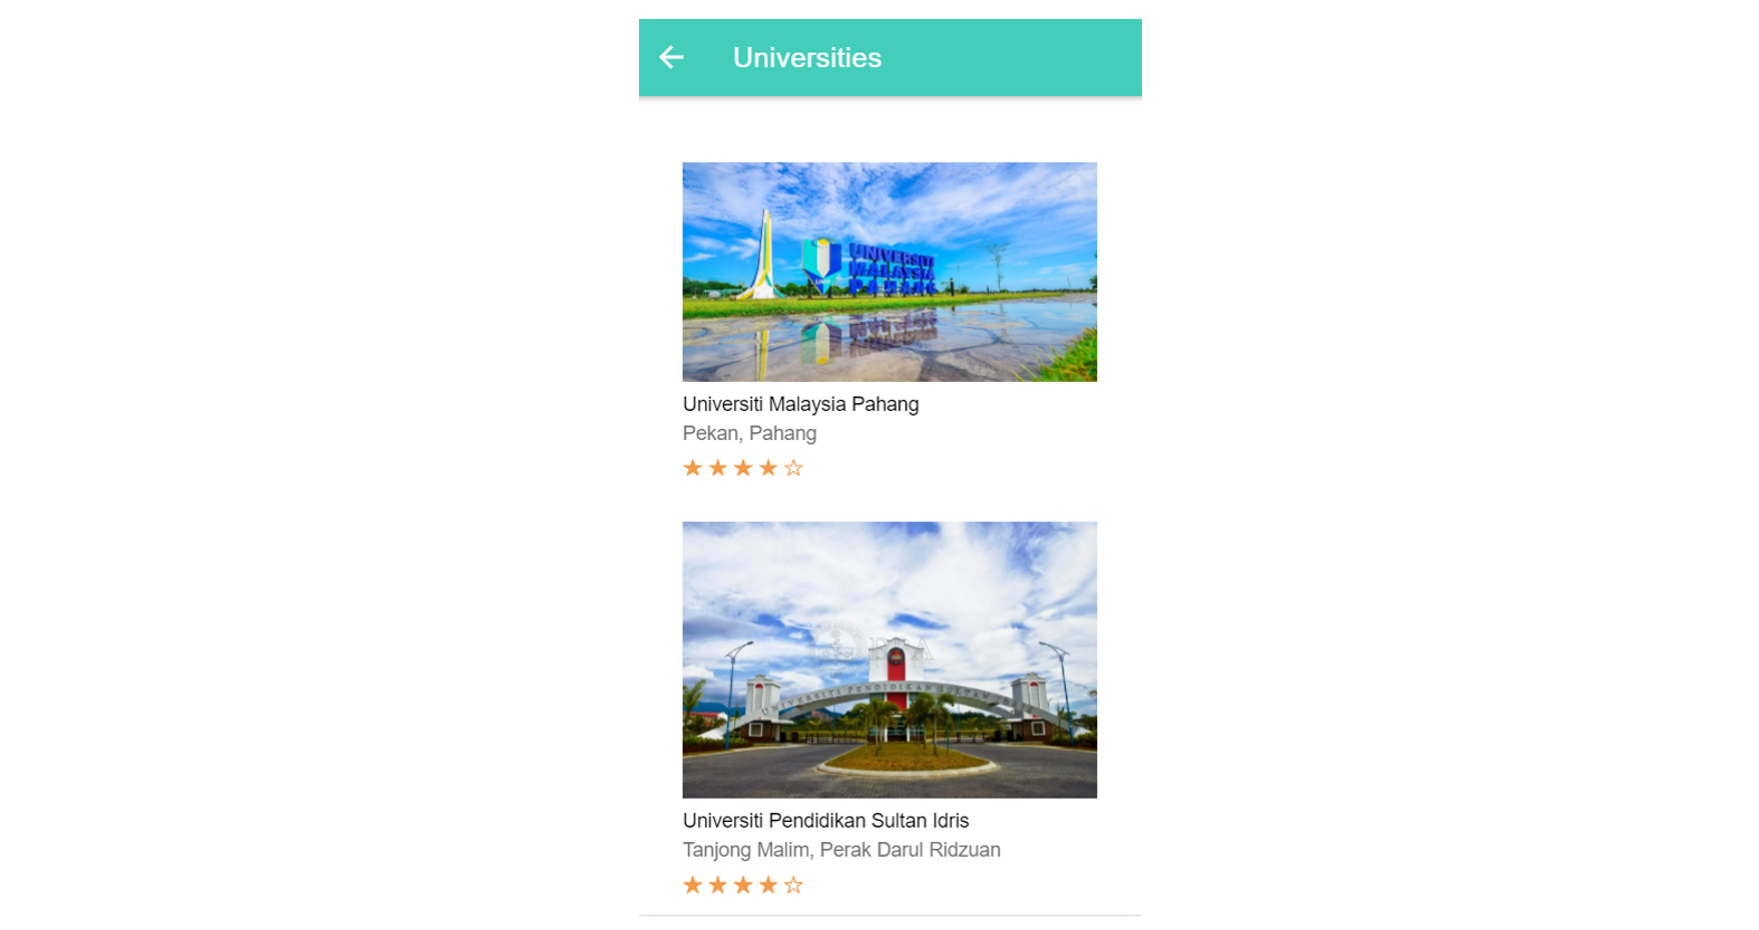 Universities
UNIVERSITI
MALAYSIA
PAHANG
UMP
Universiti Malaysia Pahang
Pekan, Pahang
UNIVERSITI PENDIDIKAN SULTAN
Universiti Pendidikan Sultan Idris
Tanjong Malim, Perak Darul Ridzuan